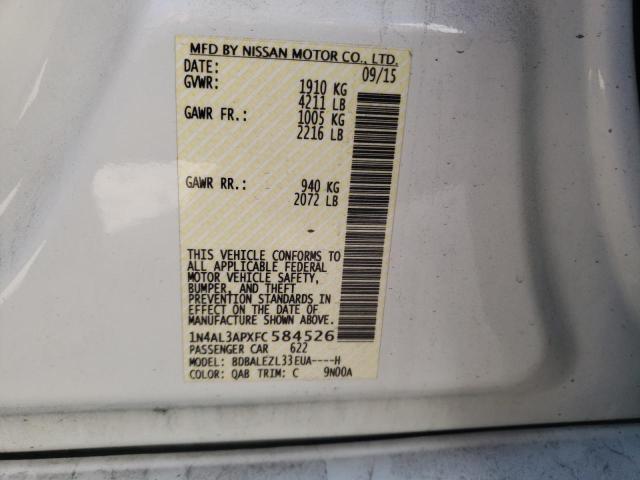 MFD BY NISSAN MOTOR CO., LTD.
DATE: 09/15
GVWR: 1910 KG
4211 LB
GAWR FR.: 1005 KG
2216 LB
GAWR RR.: 940 KG
2072 LB
THIS VEHICLE CONFORMS TO
ALL APPLICABLE FEDERAL
MOTOR VEHICLE SAFETY,
BUMPER, AND THEFT
PREVENTION STANDARDS IN
EFFECT ON THE DATE OF
MANUFACTURE SHOWN ABOVE.
1N4AL3APXFC584526
PASSENGER CAR 622
MODEL: BDBALEZL33EUA----H
COLOR: QAB TRIM: C 9N00A